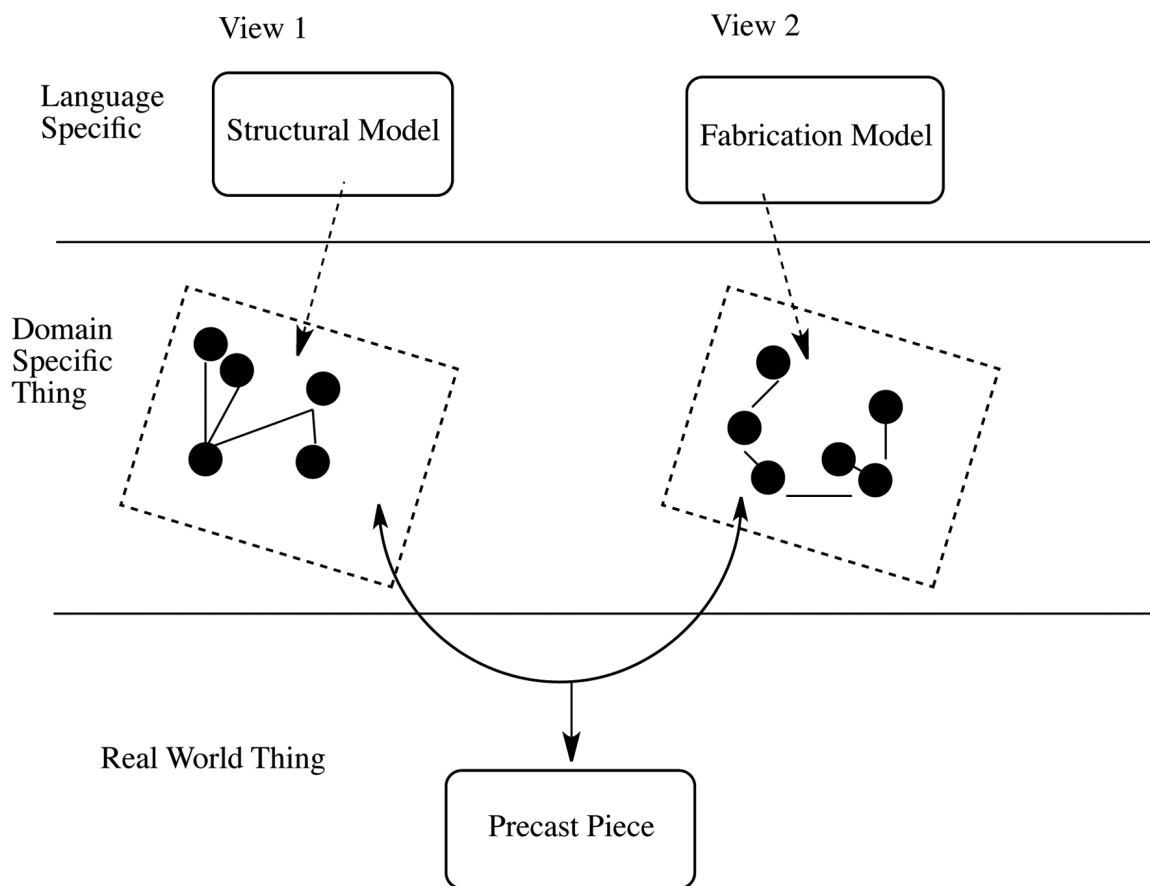 View 1
View 2
Language
Specific
Structural Model
Fabrication Model
Domain
Specific
Thing
Real World Thing
Precast Piece